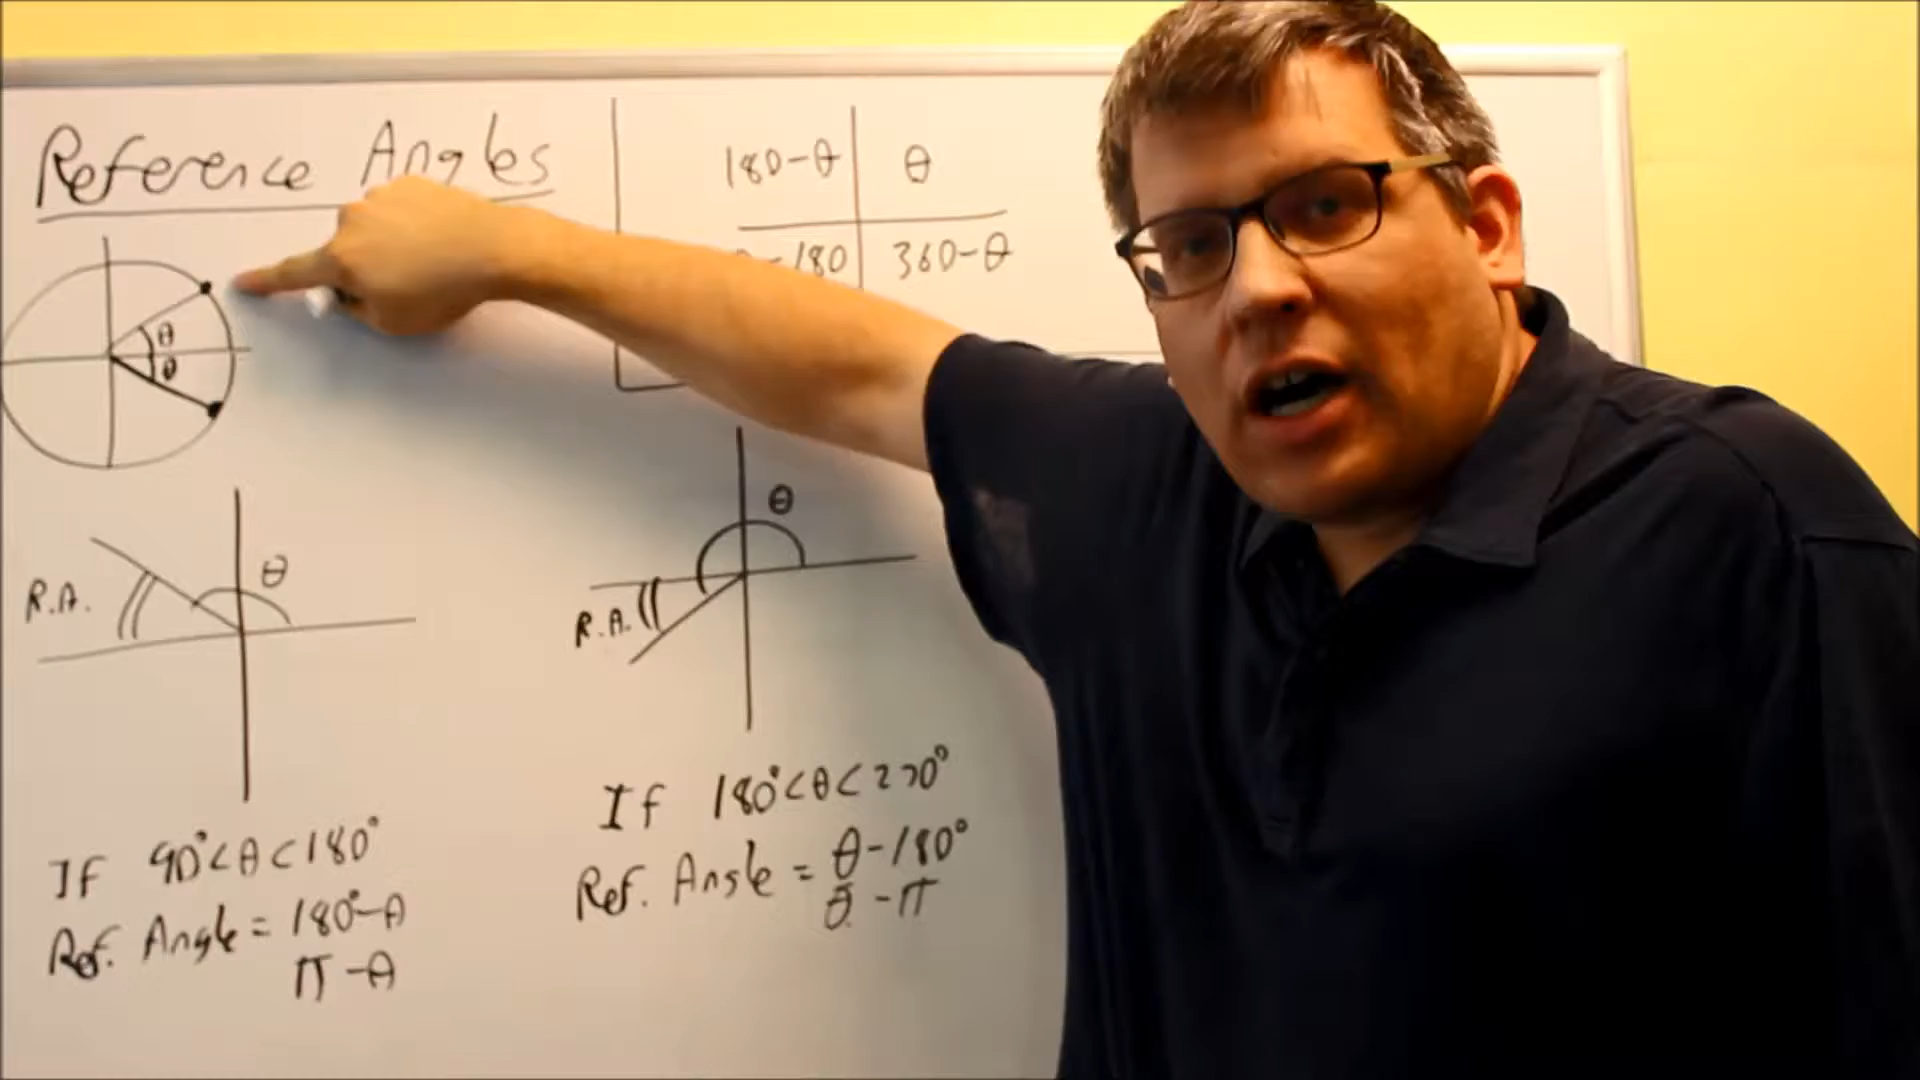 Reference Angles
180-θ θ
-180 360-θ
θ
θ
θ
R.A.
θ
R.A.
If 90°<θ<180°
Ref. Angle = 180°-θ
π-θ
If 180°<θ<270°
Ref. Angle = θ-180°
θ-π